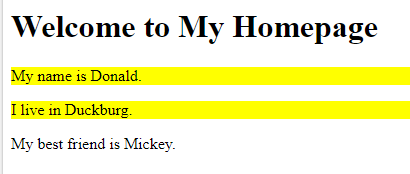 Welcome to My Homepage
My name is Donald.
I live in Duckburg.
My best friend is Mickey.